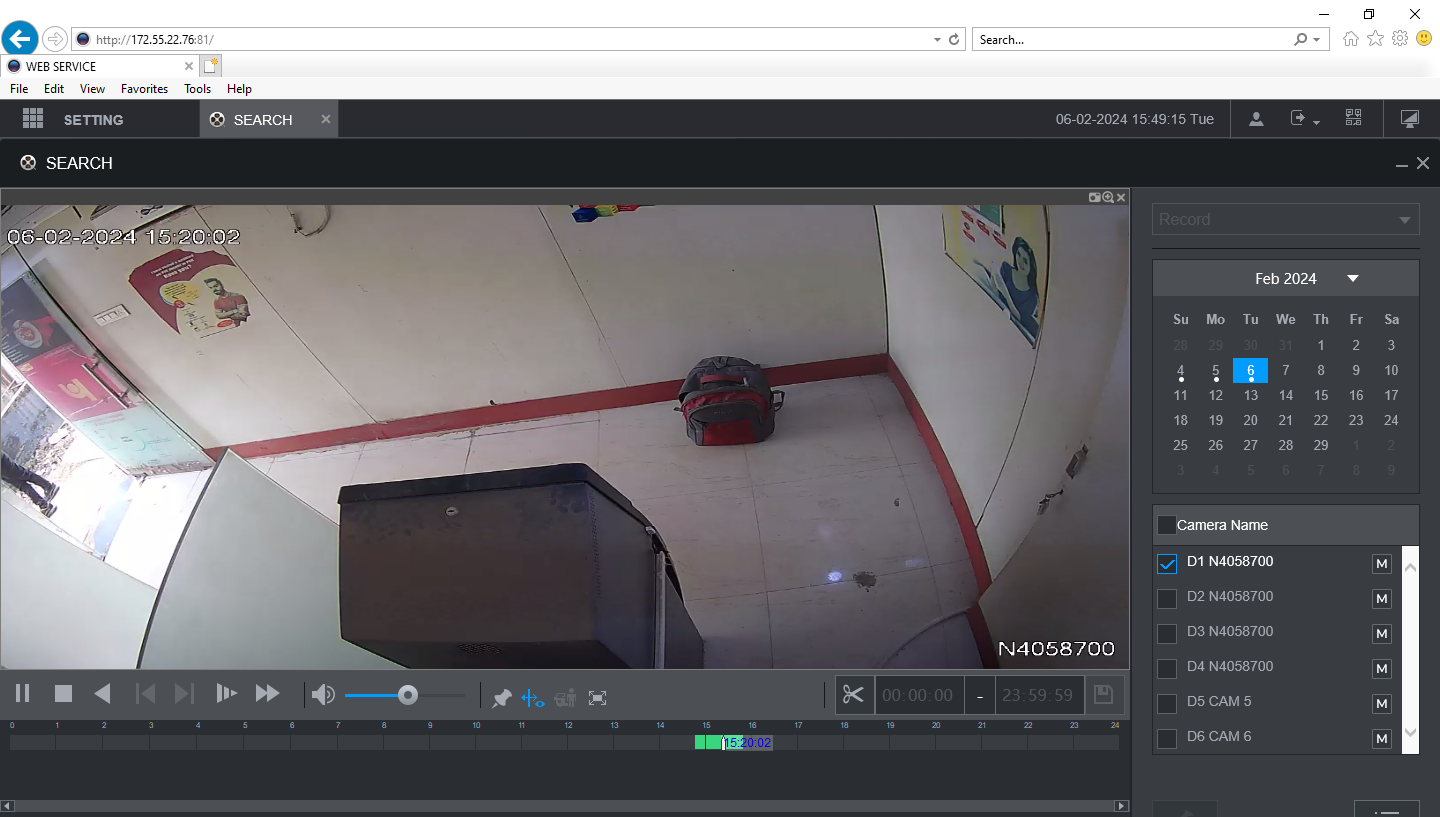 http://172.55.22.76:81/
Search...
WEB SERVICE
File Edit View Favorites Tools Help
SETTING
SEARCH
06-02-2024 15:49:15 Tue
SEARCH
06-02-2024 15:20:02
Have you?
N4058700
Record
Feb 2024
Su Mo Tu We Th Fr Sa
28 29 30 31 1 2 3
4 5 6 7 8 9 10
11 12 13 14 15 16 17
18 19 20 21 22 23 24
25 26 27 28 29 1 2
3 4 5 6 7 8 9
Camera Name
D1 N4058700 M
D2 N4058700 M
D3 N4058700 M
D4 N4058700 M
D5 CAM 5 M
D6 CAM 6 M
00:00:00 - 23:59:59
0 1 2 3 4 5 6 7 8 9 10 11 12 13 14 15 16 17 18 19 20 21 22 23 24
15:20:02